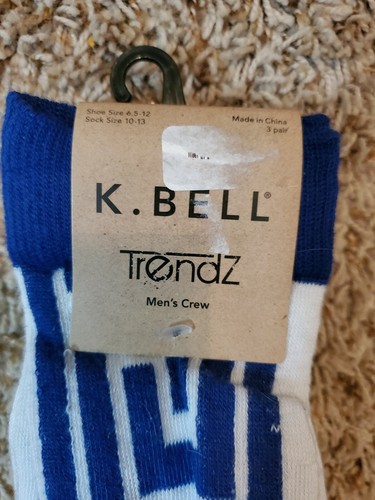 Shoe Size 6.5-12
Sock Size 10-13
Made in China
3 pair
K.BELL®
Trendz
Men's Crew